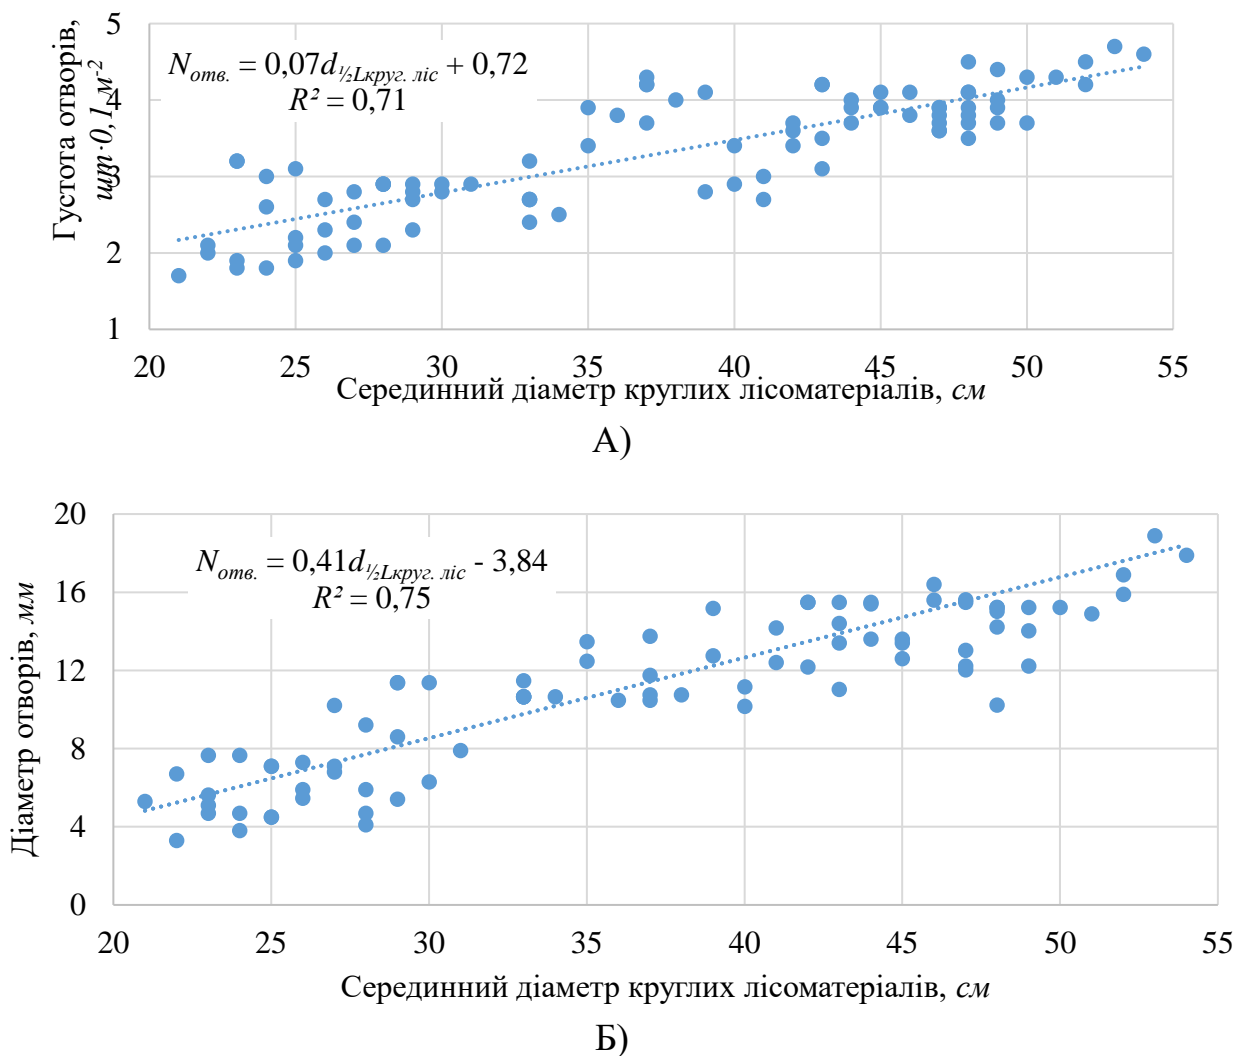 Густота отворів,
шт·0,1м⁻²
N_отв. = 0,07d_½Lкруг. ліс + 0,72
R² = 0,71
5
4
3
2
1
20 25 30 35 40 45 50 55
Серединний діаметр круглих лісоматеріалів, см
А)
Діаметр отворів, мм
N_отв. = 0,41d_½Lкруг. ліс - 3,84
R² = 0,75
20
16
12
8
4
0
20 25 30 35 40 45 50 55
Серединний діаметр круглих лісоматеріалів, см
Б)